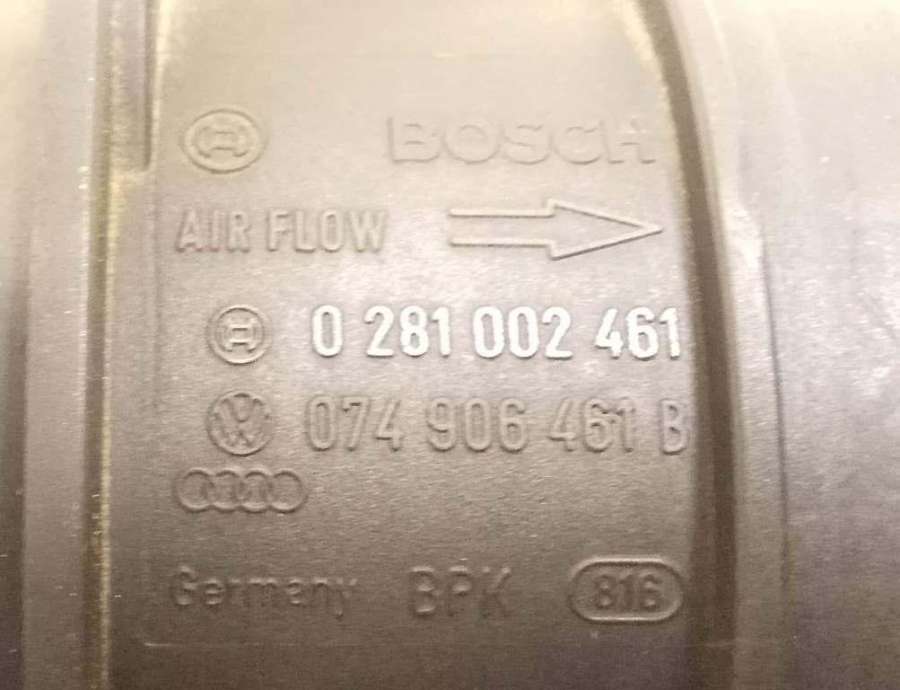 BOSCH
AIR FLOW
0 281 002 461
074 906 461 B
Germany BPK 816